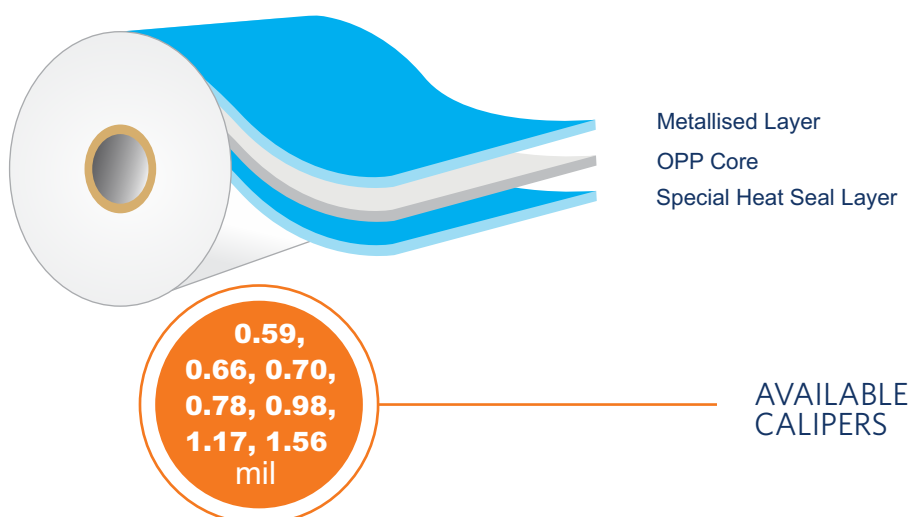 Metallised Layer
OPP Core
Special Heat Seal Layer
0.59,
0.66, 0.70,
0.78, 0.98,
1.17, 1.56
mil
AVAILABLE
CALIPERS